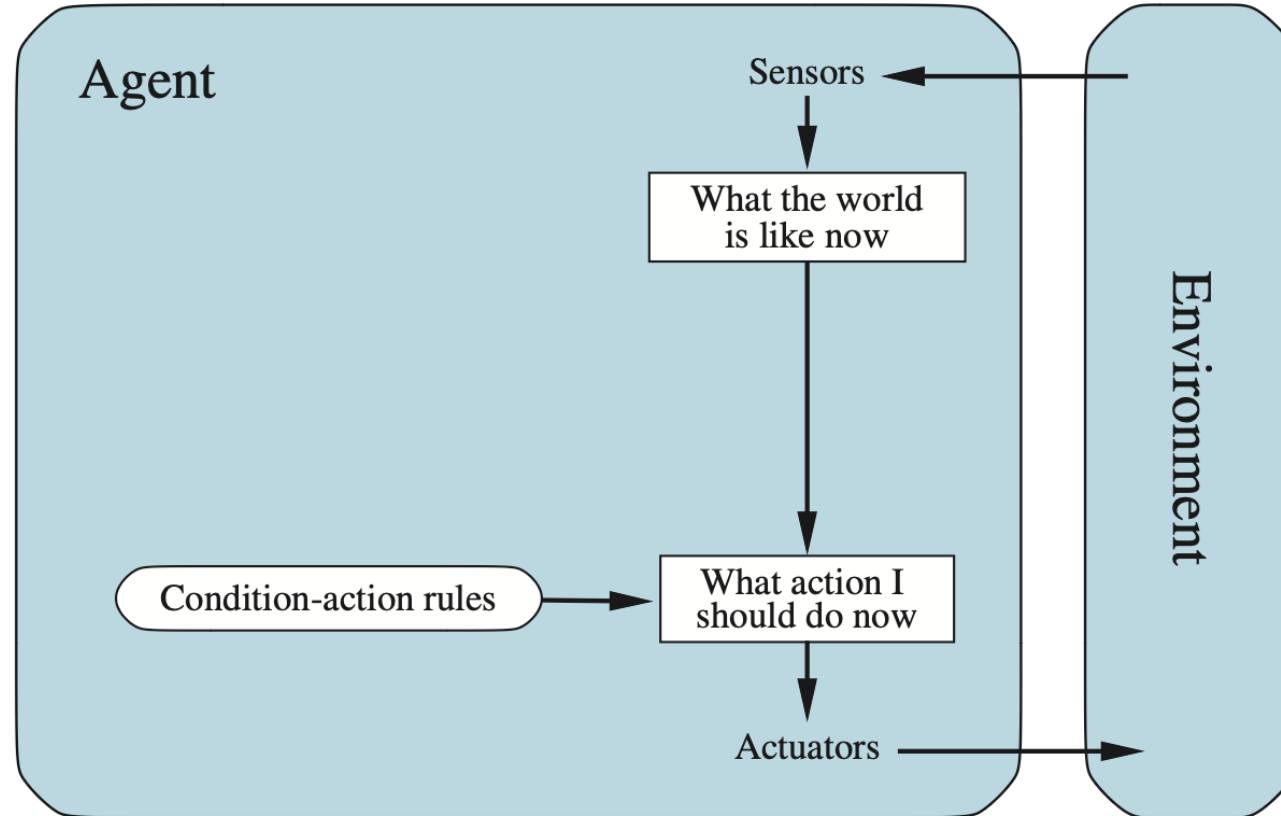 Agent
Sensors
What the world
is like now
Environment
Condition-action rules
What action I
should do now
Actuators